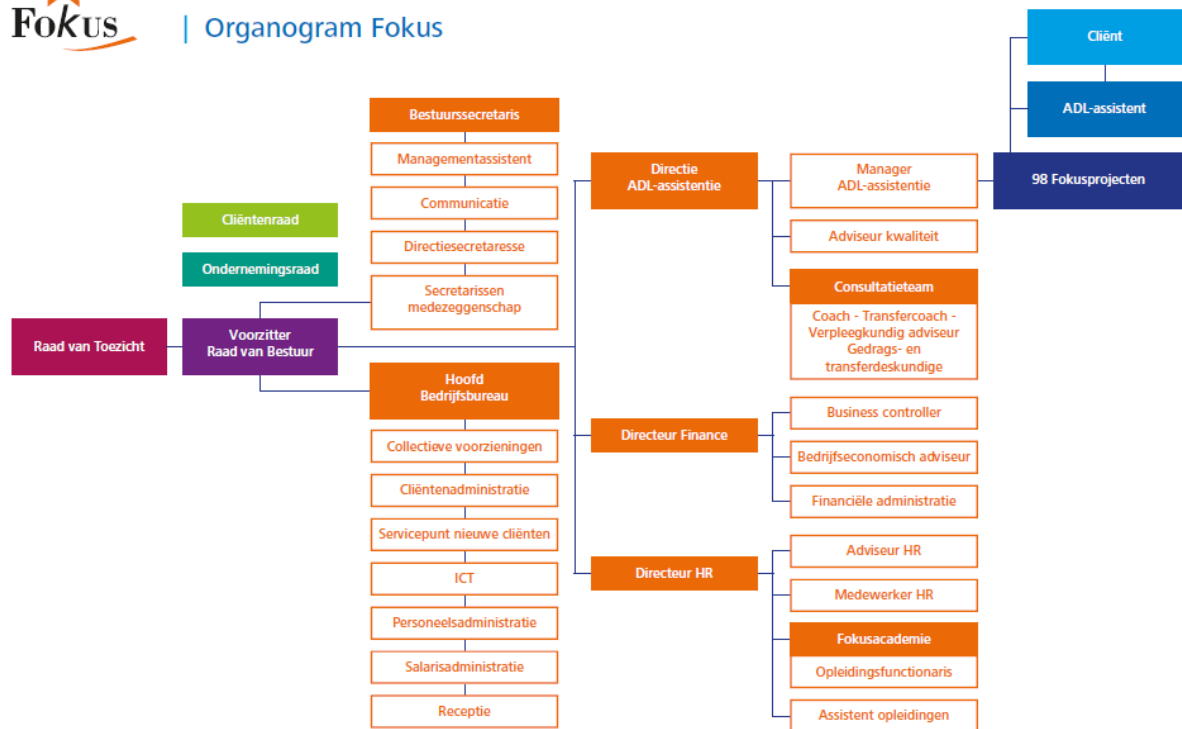 Fokus
| Organogram Fokus
Cliënt
ADL-assistent
98 Fokusprojecten
Bestuurssecretaris
Managementassistent
Communicatie
Directiesecretaresse
Secretarissen
medezeggenschap
Cliëntenraad
Ondernemingsraad
Raad van Toezicht
Voorzitter
Raad van Bestuur
Hoofd
Bedrijfsbureau
Collectieve voorzieningen
Cliëntenadministratie
Servicepunt nieuwe cliënten
ICT
Personeelsadministratie
Salarisadministratie
Receptie
Directie
ADL-assistentie
Manager
ADL-assistentie
Adviseur kwaliteit
Consultatieteam
Coach - Transfercoach -
Verpleegkundig adviseur
Gedrags- en
transferdeskundige
Directeur Finance
Business controller
Bedrijfseconomisch adviseur
Financiële administratie
Directeur HR
Adviseur HR
Medewerker HR
Fokusacademie
Opleidingsfunctionaris
Assistent opleidingen